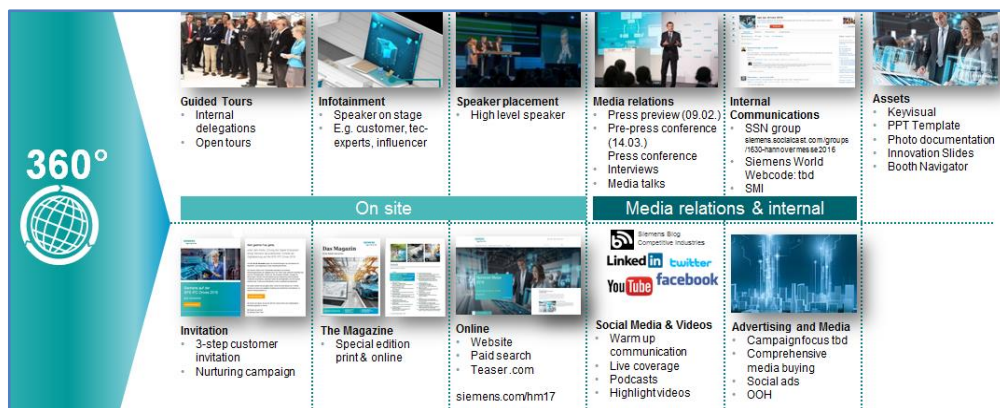 360°
Guided Tours
• Internal
delegations
• Open tours
Infotainment
• Speaker on stage
• E.g. customer, tec-
experts, influencer
Speaker placement
• High level speaker
Media relations
• Press preview (09.02.)
• Pre-press conference
(14.03.)
Press conference
• Interviews
• Media talks
Internal
Communications
• SSN group
siemens.socialcast.com/groups
/1630-hannovermesse2016
• Siemens World
Webcode: tbd
• SMI
Assets
• Keyvisual
• PPT Template
• Photo documentation
• Innovation Slides
• Booth Navigator
On site
Media relations & internal
Invitation
• 3-step customer
invitation
• Nurturing campaign
Das Magazin
The Magazine
• Special edition
print & online
Online
• Website
• Paid search
• Teaser .com
siemens.com/hm17
Siemens Blog
Competitive Industries
Linked in twitter
YouTube facebook
Social Media & Videos
• Warm up
communication
• Live coverage
• Podcasts
• Highlight videos
Advertising and Media
• Campaign focus tbd
• Comprehensive
media buying
• Social ads
• OOH